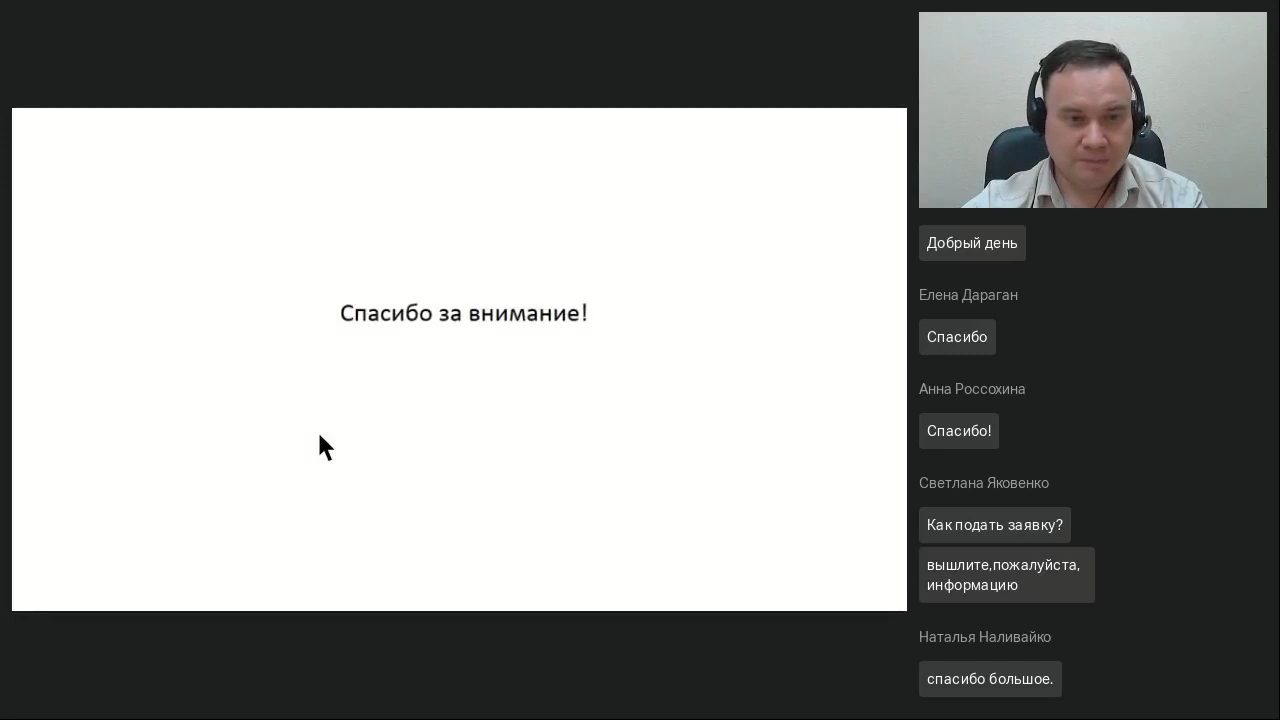 Спасибо за внимание!
Добрый день
Елена Дараган
Спасибо
Анна Россохина
Спасибо!
Светлана Яковенко
Как подать заявку?
вышлите,пожалуйста,
информацию
Наталья Наливайко
спасибо большое.